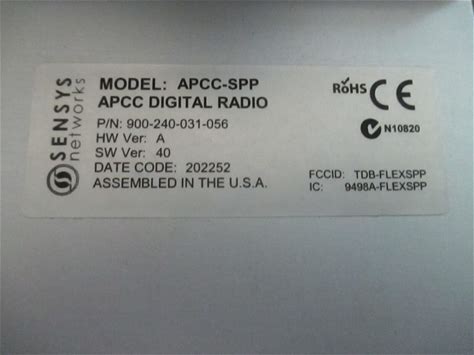 SENSYS
networks
MODEL: APCC-SPP
APCC DIGITAL RADIO
P/N: 900-240-031-056
HW Ver: A
SW Ver: 40
DATE CODE: 202252
ASSEMBLED IN THE U.S.A.
RoHS CE
N10820
FCCID: TDB-FLEXSPP
IC: 9498A-FLEXSPP